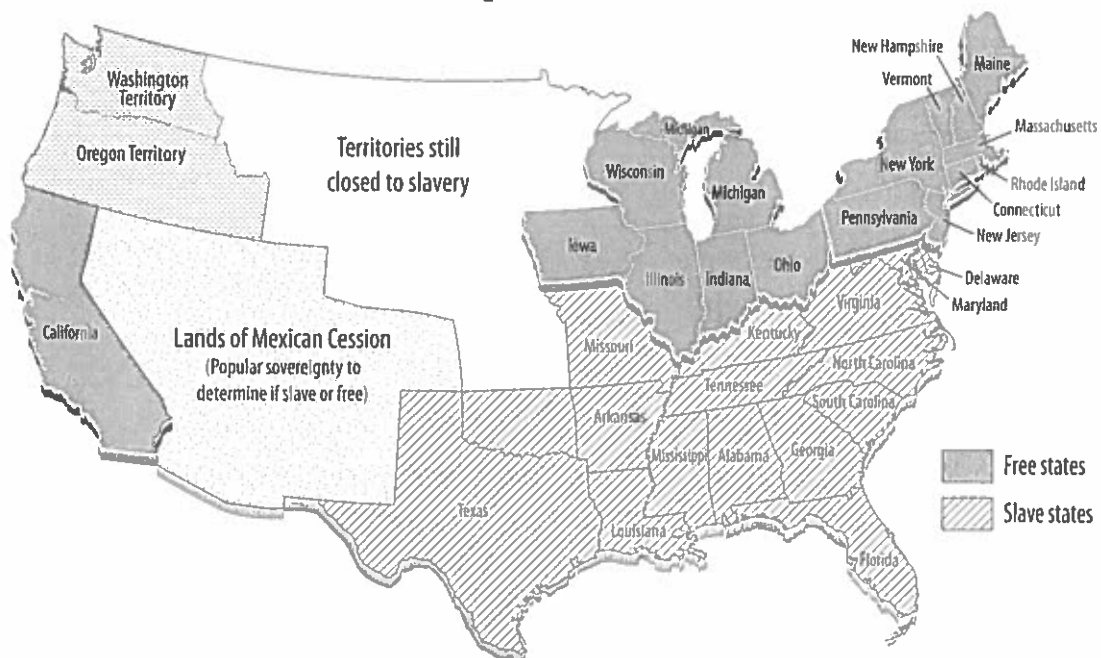 New Hampshire
Vermont
Maine
Massachusetts
Rhode Island
Connecticut
New Jersey
Delaware
Maryland
Washington
Territory
Oregon Territory
Territories still
closed to slavery
Michigan
Wisconsin
Michigan
New York
Pennsylvania
Iowa
Illinois
Indiana
Ohio
California
Lands of Mexican Cession
(Popular sovereignty to
determine if slave or free)
Missouri
Kentucky
Virginia
North Carolina
Tennessee
South Carolina
Arkansas
Mississippi
Alabama
Georgia
Texas
Louisiana
Florida
Free states
Slave states